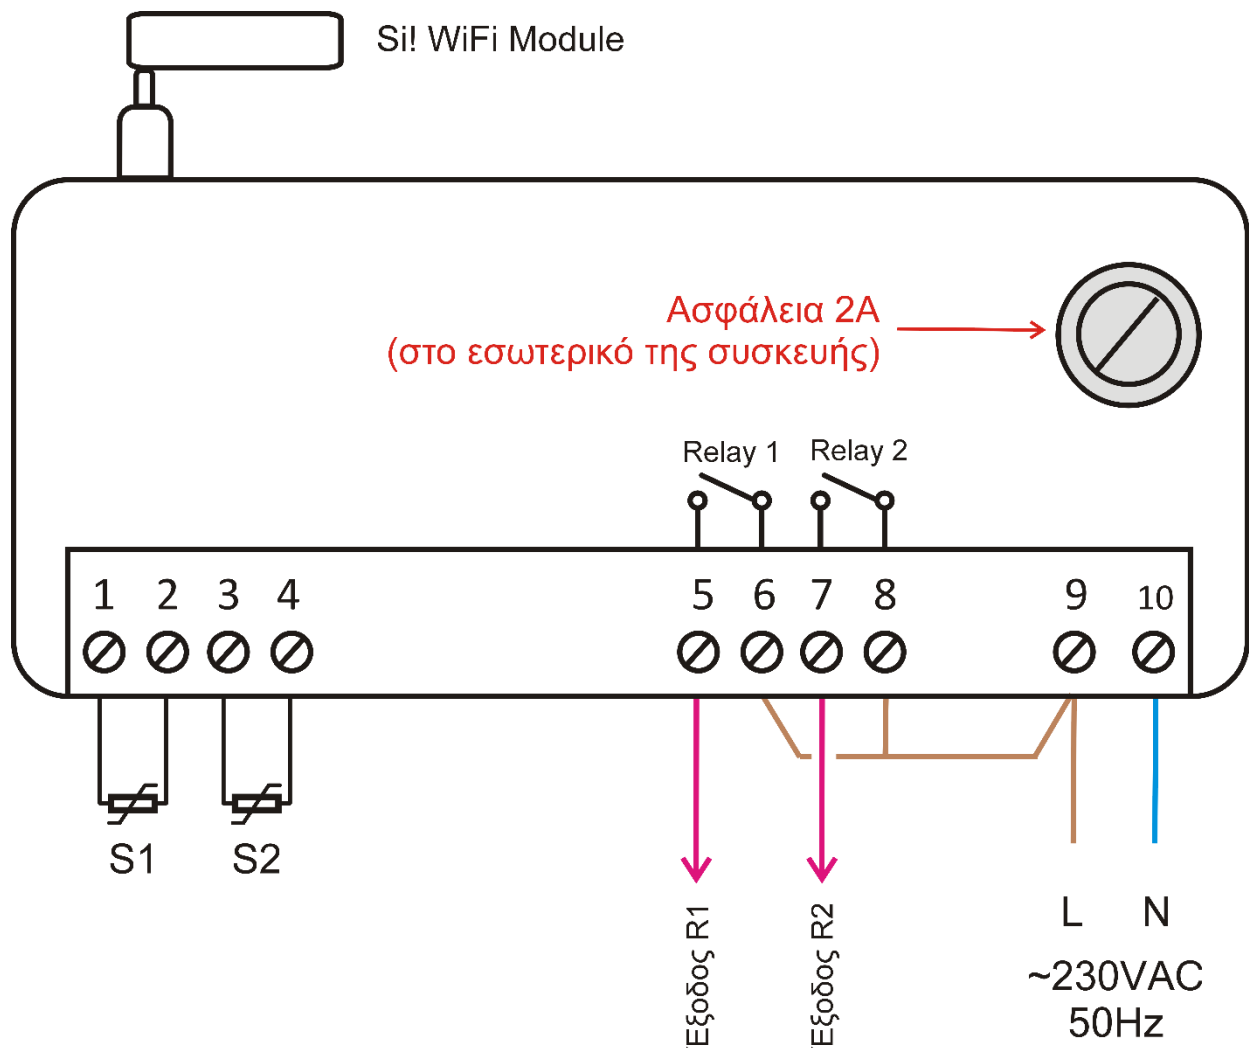 Si! WiFi Module
Ασφάλεια 2Α
(στο εσωτερικό της συσκευής)
Relay 1 Relay 2
1 2 3 4 5 6 7 8 9 10
S1 S2
Έξοδος R1
Έξοδος R2
L N
~230VAC
50Hz